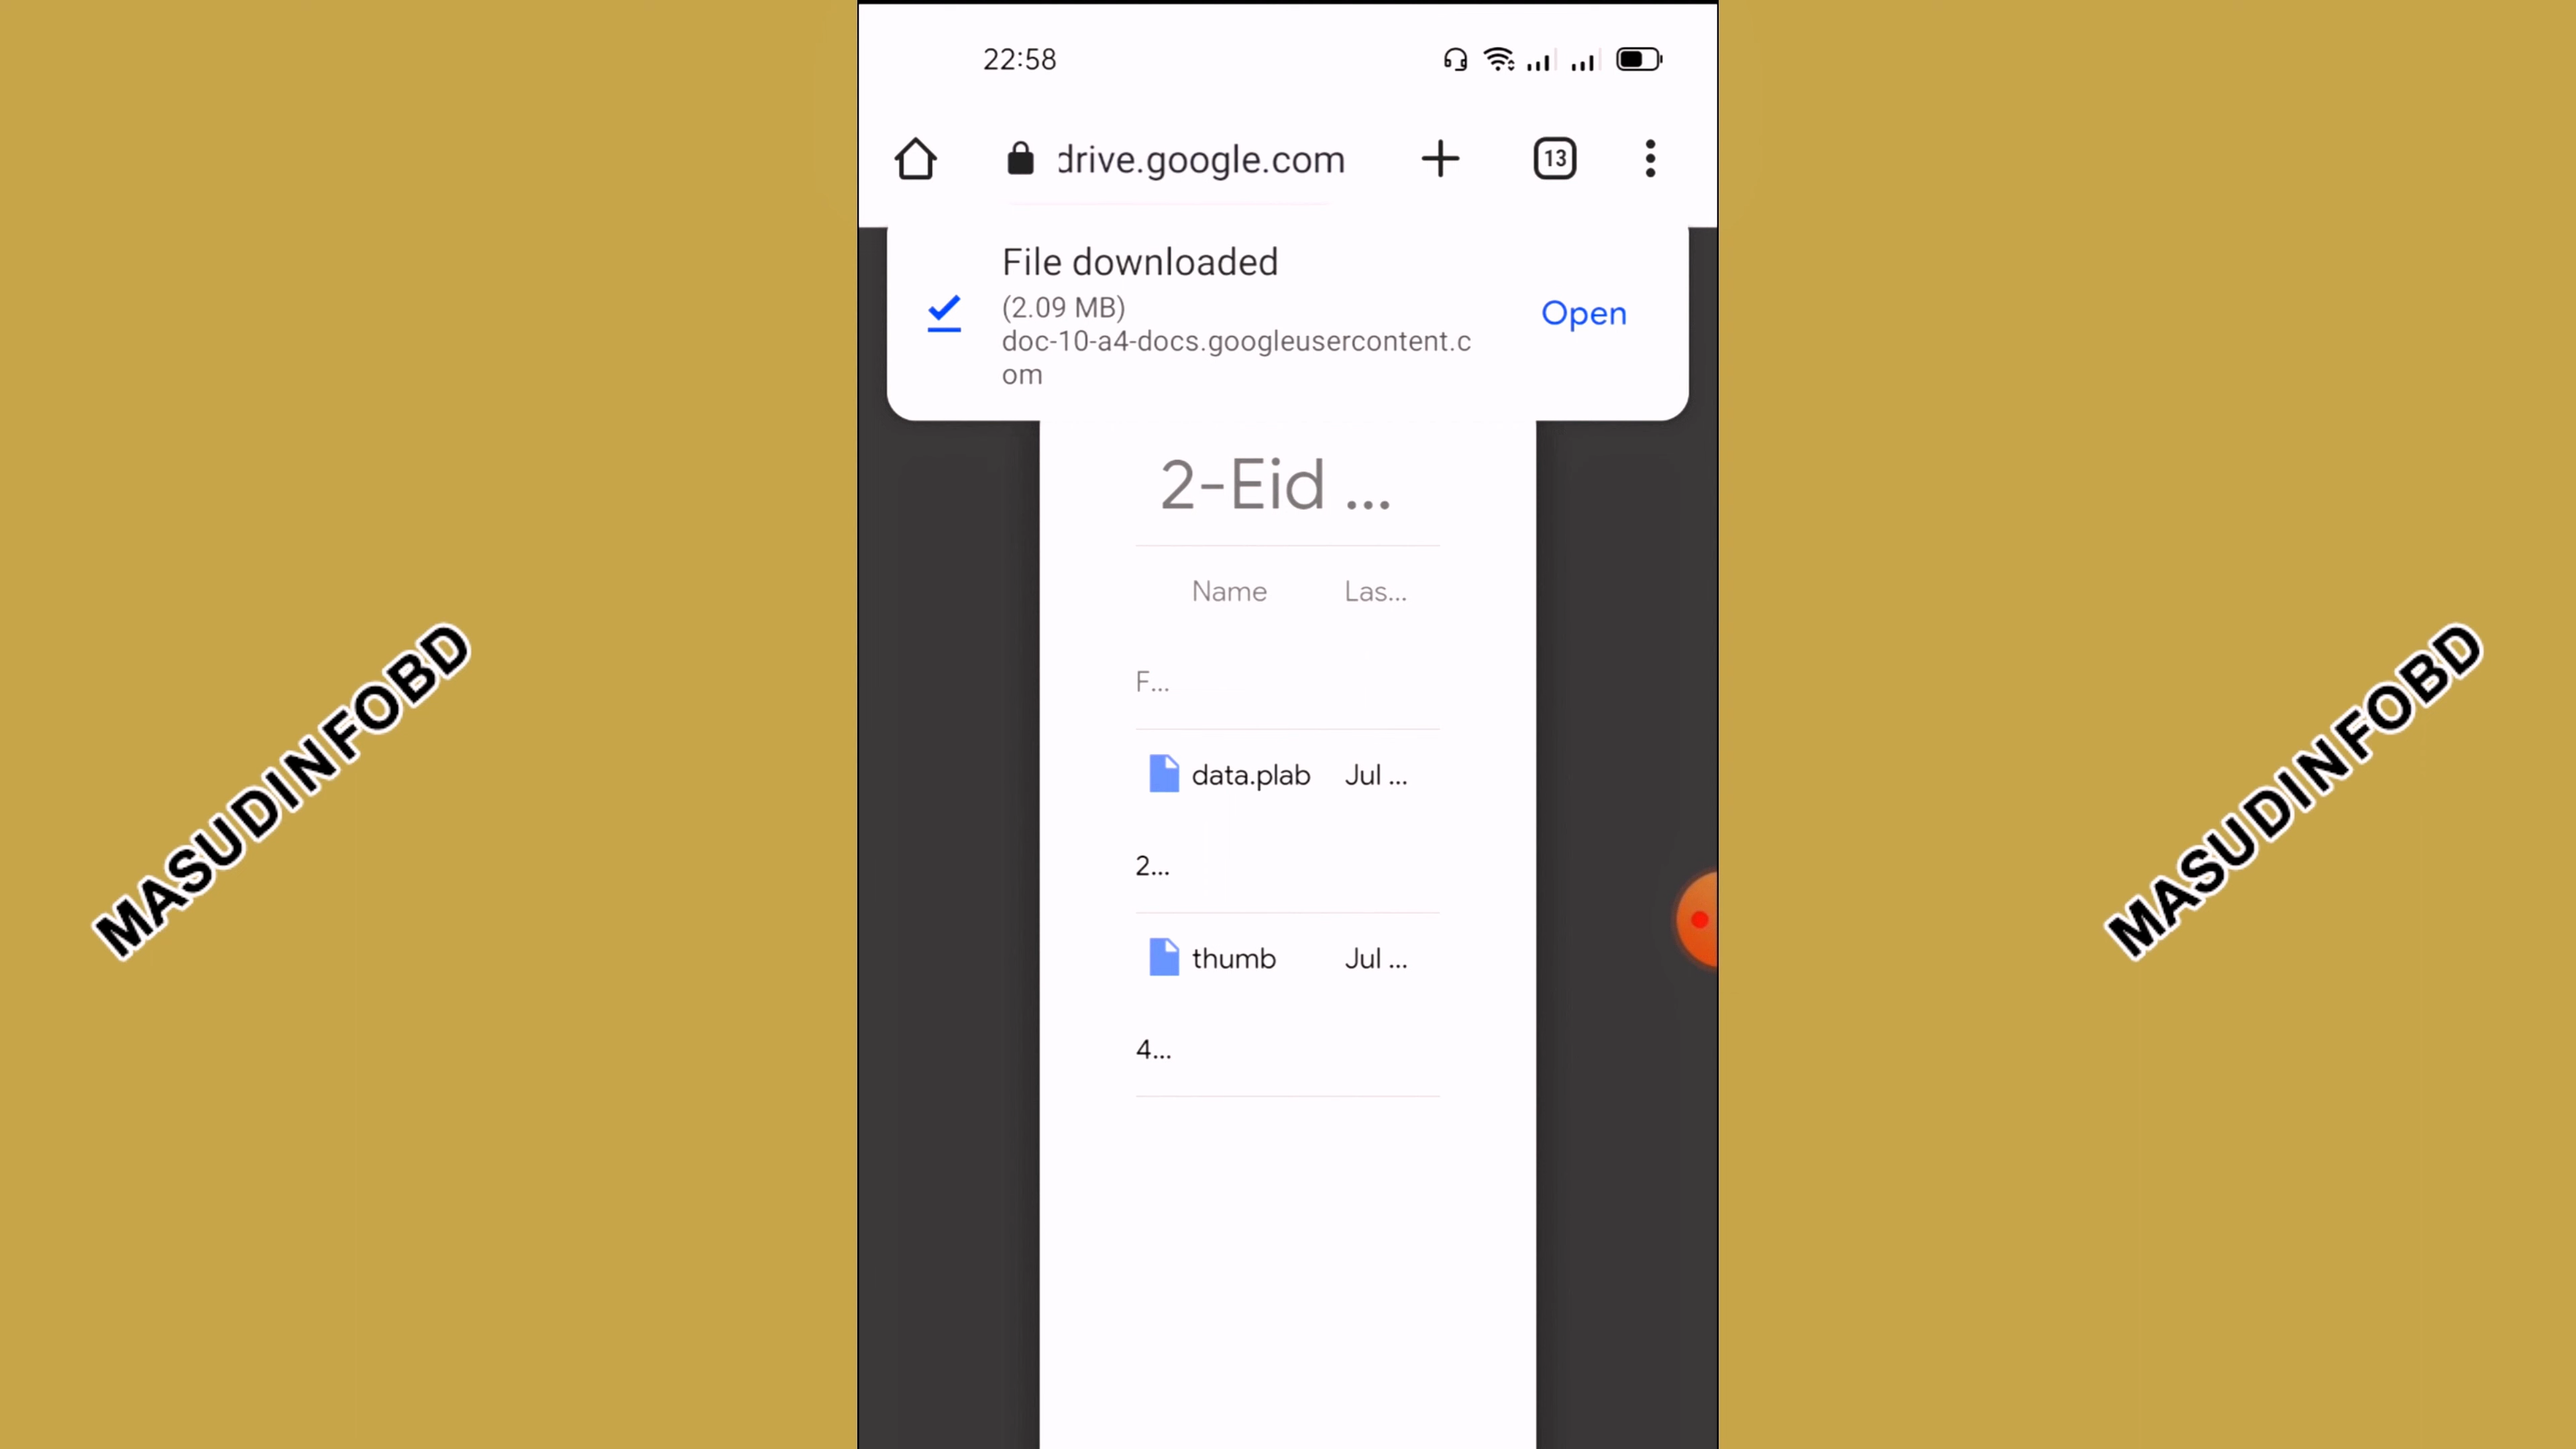 22:58
drive.google.com
13
File downloaded
(2.09 MB)
doc-10-a4-docs.googleusercontent.c
om
Open
2-Eid ...
Name Las...
F...
data.plab Jul ...
2...
thumb Jul ...
4...
MASUDINFOBD
MASUDINFOBD